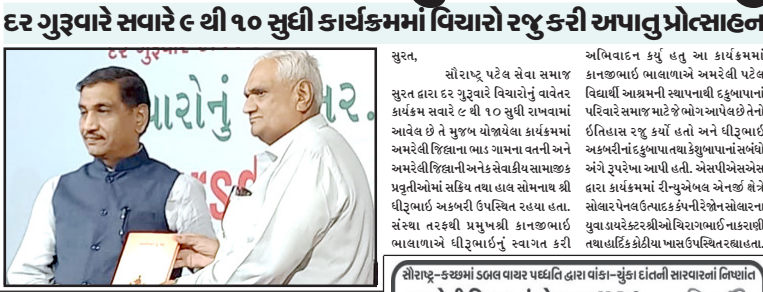 દર ગુરૂવારે સવારે ૯ થી ૧૦ સુધી કાર્યક્રમમાં વિચારો રજુ કરી અપાતુ પ્રોત્સાહન
દર ગુરૂવારે
ચારોનું
વતર.
સુરત,
સૌરાષ્ટ્ર પટેલ સેવા સમાજ
સુરત દ્વારા દર ગુરૂવારે વિચારોનું વાવેતર
કાર્યક્રમ સવારે ૯ થી ૧૦ સુધી રાખવામાં
આવેલ છે તે મુજબ યોજાયેલા કાર્યક્રમમાં
અમરેલી જિલ્લાના ભાડ ગામના વતની અને
અમરેલી જિલ્લાની અનેક સેવાકીય સામાજીક
પ્રવૃતીઓમાં સકિય તથા હાલ સોમનાથ શ્રી
ધીરૂભાઇ અકબરી ઉપસ્થિત રહયા હતા.
સંસ્થા તરફથી પ્રમુખશ્રી કાનજીભાઇ
ભાલાળાએ ધીરૂભાઇનું સ્વાગત કરી
અભિવાદન કર્યુ હતુ આ કાર્યક્રમમાં
કાનજીભાઇ ભાલાળાએ અમરેલી પટેલ
વિદ્યાર્થી આશ્રમની સ્થાપનાથી દકુબાપાનાં
પરિવારે સમાજ માટે જે ભોગ આપેલ છે તેનો
ઇતિહાસ રજુ કર્યો હતો અને ધીરૂભાઇ
અકબરીનાં દકુબાપા તથા કેશુબાપાનાં સબંધો
અંગે રૂપરેખા આપી હતી. એસપીએસએસ
દ્વારા કાર્યક્રમમાં રીન્યુએબલ એનર્જી ક્ષેત્રે
સોલાર પેનલ ઉત્પાદક કંપની રેજોન સોલારના
યુવા ડાયરેક્ટરશ્રીઓ ચિરાગભાઈ નાકરાણી
તથા હાર્દિક કોઠીયા ખાસ ઉપસ્થિત રહ્યા હતા.
સૌરાષ્ટ્ર-કચ્છમાં ડબલ વાયર પધ્ધતિ દ્વારા વાંકા-ચુંકા દાંતની સારવારનાં નિષ્ણાંત